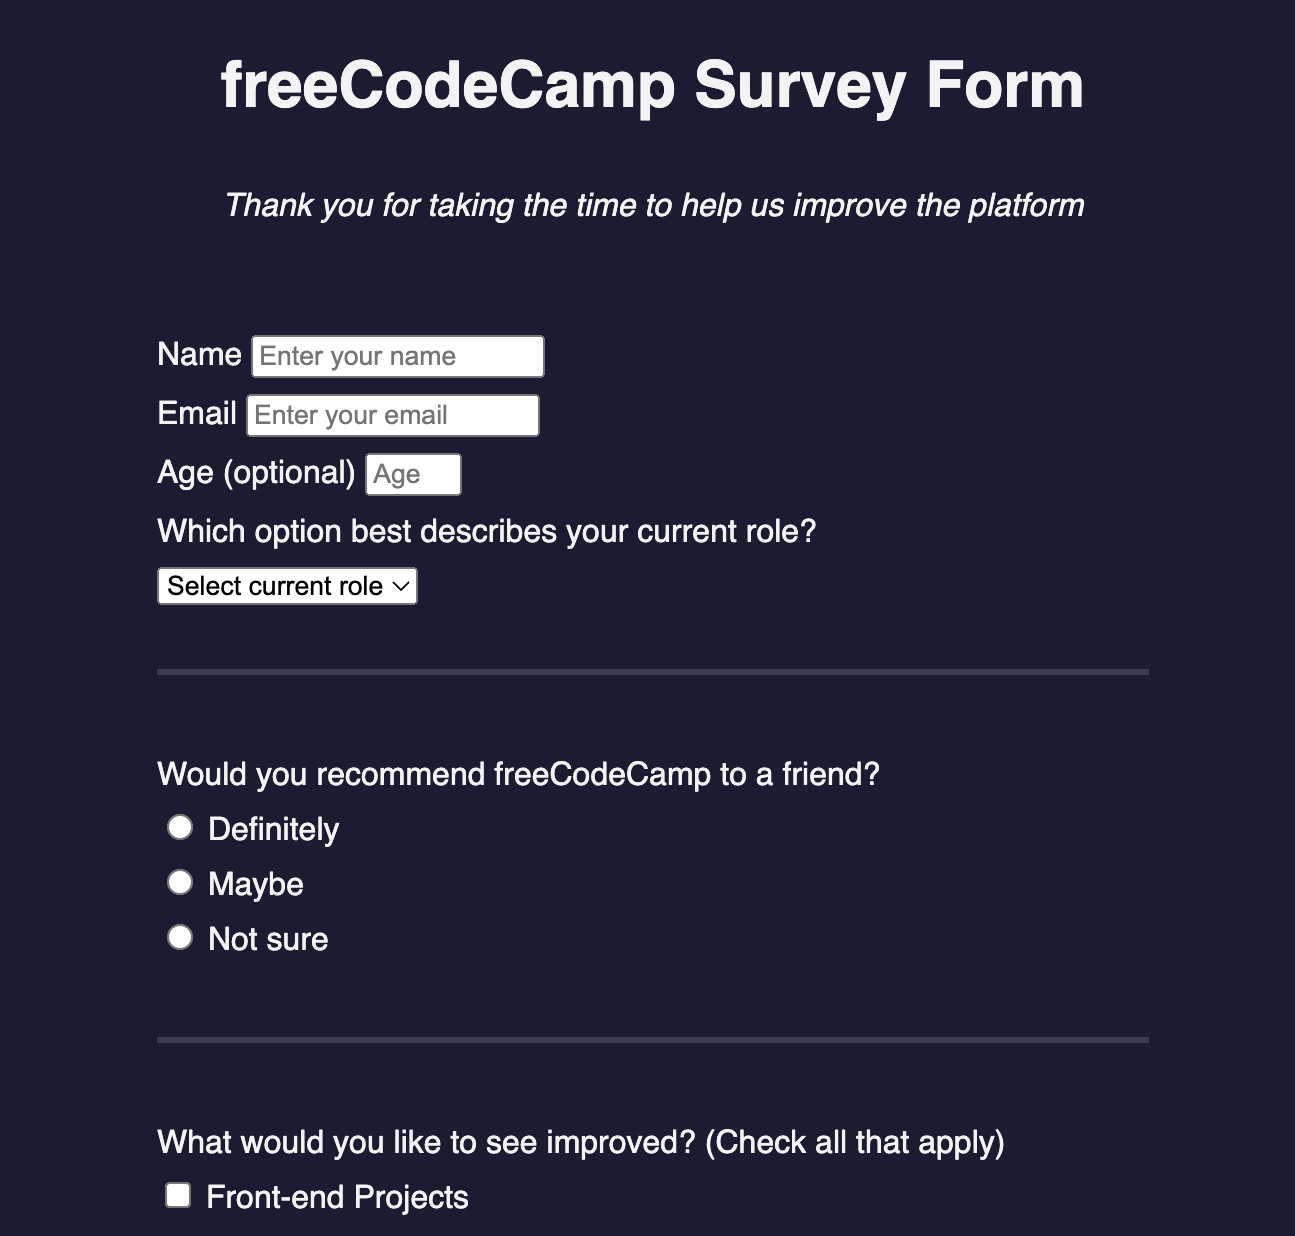 freeCodeCamp Survey Form
Thank you for taking the time to help us improve the platform
Name Enter your name
Email Enter your email
Age (optional) Age
Which option best describes your current role?
Select current role
Would you recommend freeCodeCamp to a friend?
Definitely
Maybe
Not sure
What would you like to see improved? (Check all that apply)
Front-end Projects